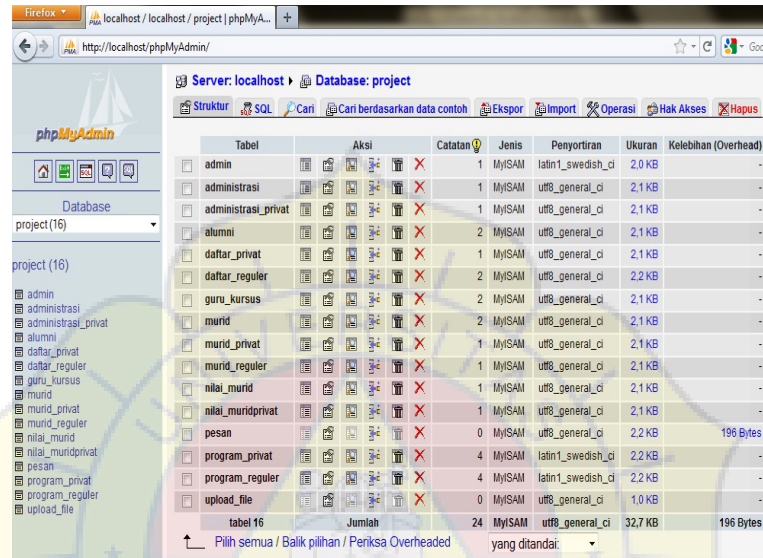 Firefox
localhost / localhost / project | phpMyA...
http://localhost/phpMyAdmin/
phpMyAdmin
Database
project (16)
project (16)
admin
administrasi
administrasi_privat
alumni
daftar_privat
daftar_reguler
guru_kursus
murid
murid_privat
murid_reguler
nilai_murid
nilai_muridprivat
pesan
program_privat
program_reguler
upload_file
Server: localhost Database: project
Struktur SQL Cari Cari berdasarkan data contoh Ekspor Import Operasi Hak Akses Hapus
Tabel Aksi Catatan Jenis Penyortiran Ukuran Kelebihan (Overhead)
admin 1 MyISAM latin1_swedish_ci 2,0 KB -
administrasi 1 MyISAM utf8_general_ci 2,1 KB -
administrasi_privat 1 MyISAM utf8_general_ci 2,1 KB -
alumni 2 MyISAM utf8_general_ci 2,1 KB -
daftar_privat 1 MyISAM utf8_general_ci 2,1 KB -
daftar_reguler 2 MyISAM utf8_general_ci 2,2 KB -
guru_kursus 2 MyISAM utf8_general_ci 2,1 KB -
murid 2 MyISAM utf8_general_ci 2,1 KB -
murid_privat 1 MyISAM utf8_general_ci 2,1 KB -
murid_reguler 1 MyISAM utf8_general_ci 2,1 KB -
nilai_murid 1 MyISAM utf8_general_ci 2,1 KB -
nilai_muridprivat 1 MyISAM utf8_general_ci 2,1 KB -
pesan 0 MyISAM utf8_general_ci 2,2 KB 196 Bytes
program_privat 4 MyISAM latin1_swedish_ci 2,2 KB -
program_reguler 4 MyISAM latin1_swedish_ci 2,2 KB -
upload_file 0 MyISAM utf8_general_ci 1,0 KB -
tabel 16 Jumlah 24 MyISAM utf8_general_ci 32,7 KB 196 Bytes
Pilih semua / Balik pilihan / Periksa Overheaded yang ditandai: